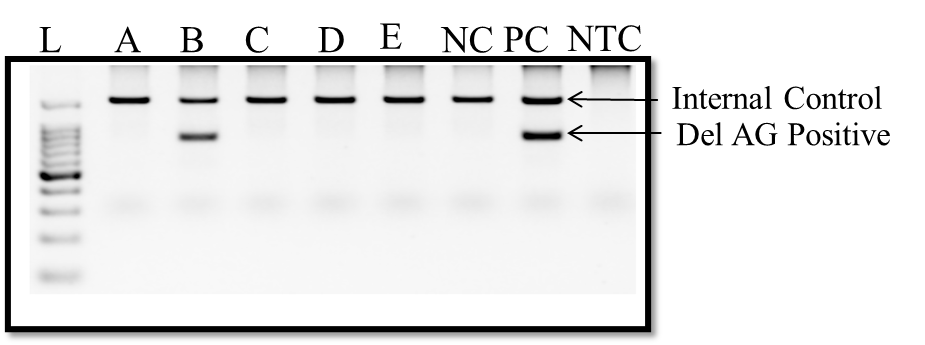 L A B C D E NC PC NTC
Internal Control
Del AG Positive